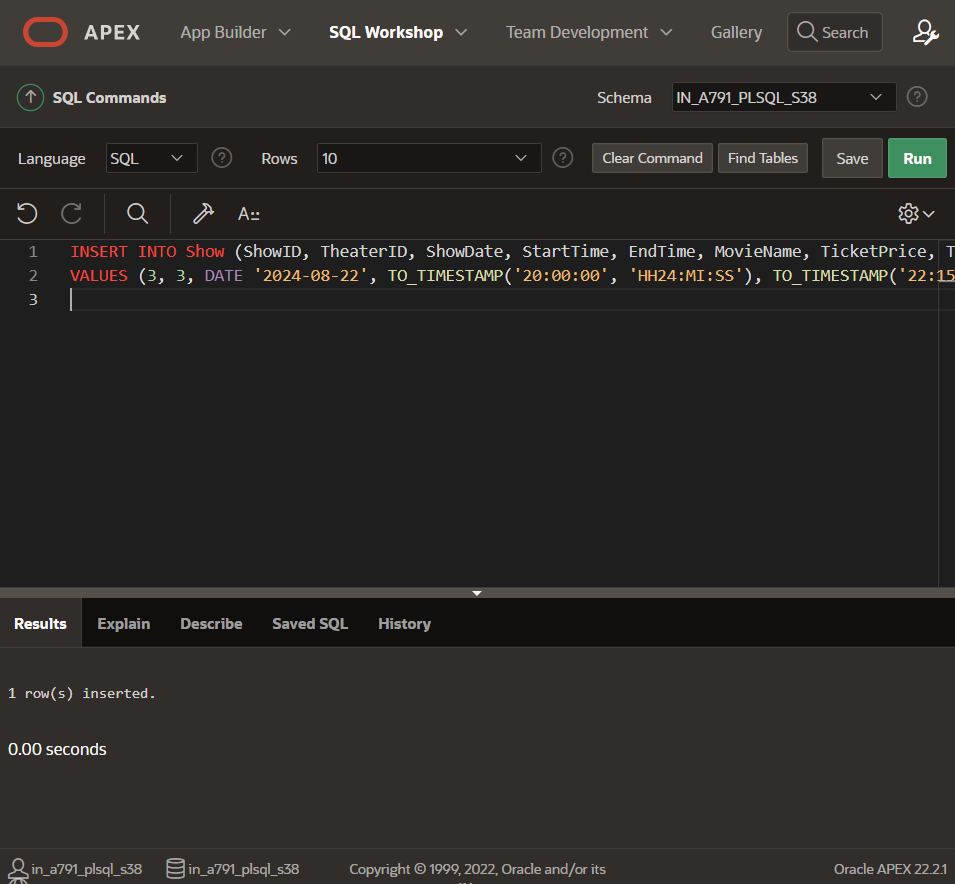 APEX App Builder SQL Workshop Team Development Gallery Search
SQL Commands Schema IN_A791_PLSQL_S38 ?
Language SQL ? Rows 10 ? Clear Command Find Tables Save Run
A::
1 INSERT INTO Show (ShowID, TheaterID, ShowDate, StartTime, EndTime, MovieName, TicketPrice, T
2 VALUES (3, 3, DATE '2024-08-22', TO_TIMESTAMP('20:00:00', 'HH24:MI:SS'), TO_TIMESTAMP('22:15
3
Results Explain Describe Saved SQL History
1 row(s) inserted.
0.00 seconds
in_a791_plsql_s38 in_a791_plsql_s38 Copyright © 1999, 2022, Oracle and/or its Oracle APEX 22.2.1